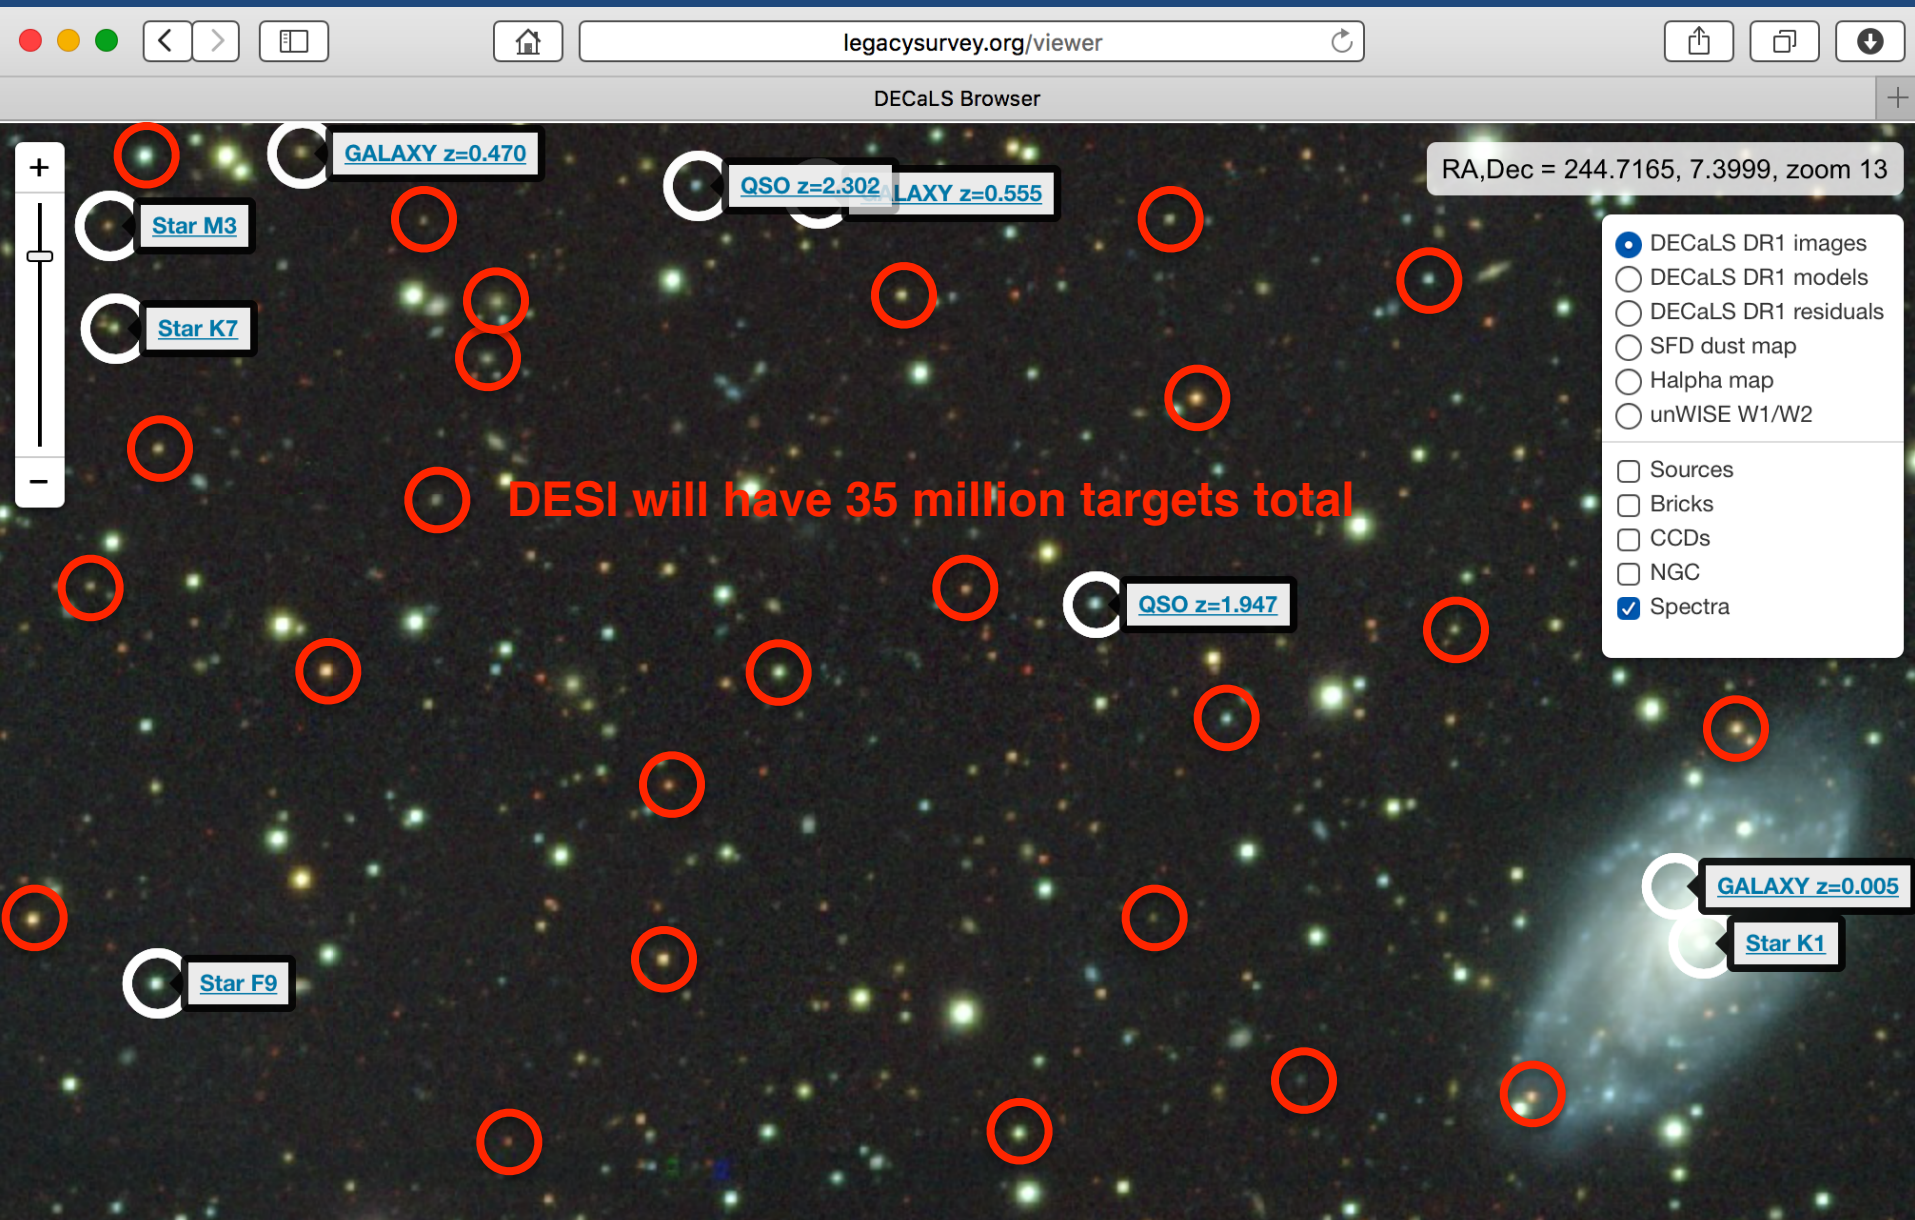 legacysurvey.org/viewer
DECaLS Browser
+
GALAXY z=0.470
QSO z=2.302
ALAXY z=0.555
RA,Dec = 244.7165, 7.3999, zoom 13
Star M3
DECaLS DR1 images
DECaLS DR1 models
DECaLS DR1 residuals
SFD dust map
Halpha map
unWISE W1/W2
Star K7
Sources
Bricks
CCDs
NGC
Spectra
−
DESI will have 35 million targets total
QSO z=1.947
GALAXY z=0.005
Star K1
Star F9